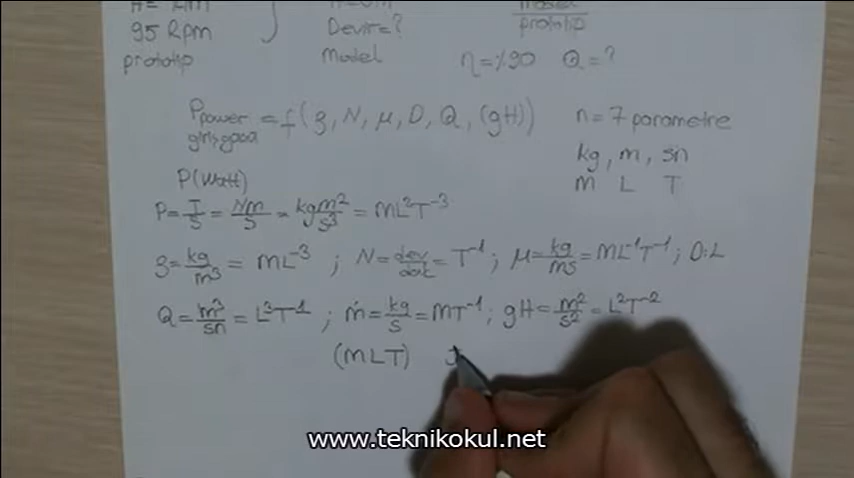 95 Rpm
prototip
Devir=?
Model
prototip
η=%90 Q=?
Ppower = f(ρ, N, μ, D, Q, (gH)) n=7 parametre
kg, m, sn
M L T
P(Watt)
P=J/S=Nm/S=kgm²/s³=ML²T⁻³
ρ=kg/m³=ML⁻³ ; N=dev/dak=T⁻¹ ; μ=kg/ms=ML⁻¹T⁻¹ ; D:L
Q=m³/sn=L³T⁻¹ ; ṁ=kg/s=MT⁻¹ ; gH=m²/s²=L²T⁻²
(MLT)
www.teknikokul.net